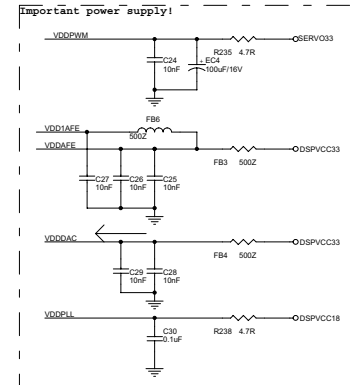 Important power supply!
VDDPWM
SERVO33
R235 4.7R
C24
10nF
+ EC4
100uF/16V
FB6
500Z
VDD1AFE
VDDAFE
DSPVCC33
FB3 500Z
C27
10nF
C26
10nF
C25
10nF
VDDDAC
DSPVCC33
FB4 500Z
C29
10nF
C28
10nF
VDDPLL
DSPVCC18
R238 4.7R
C30
0.1uF